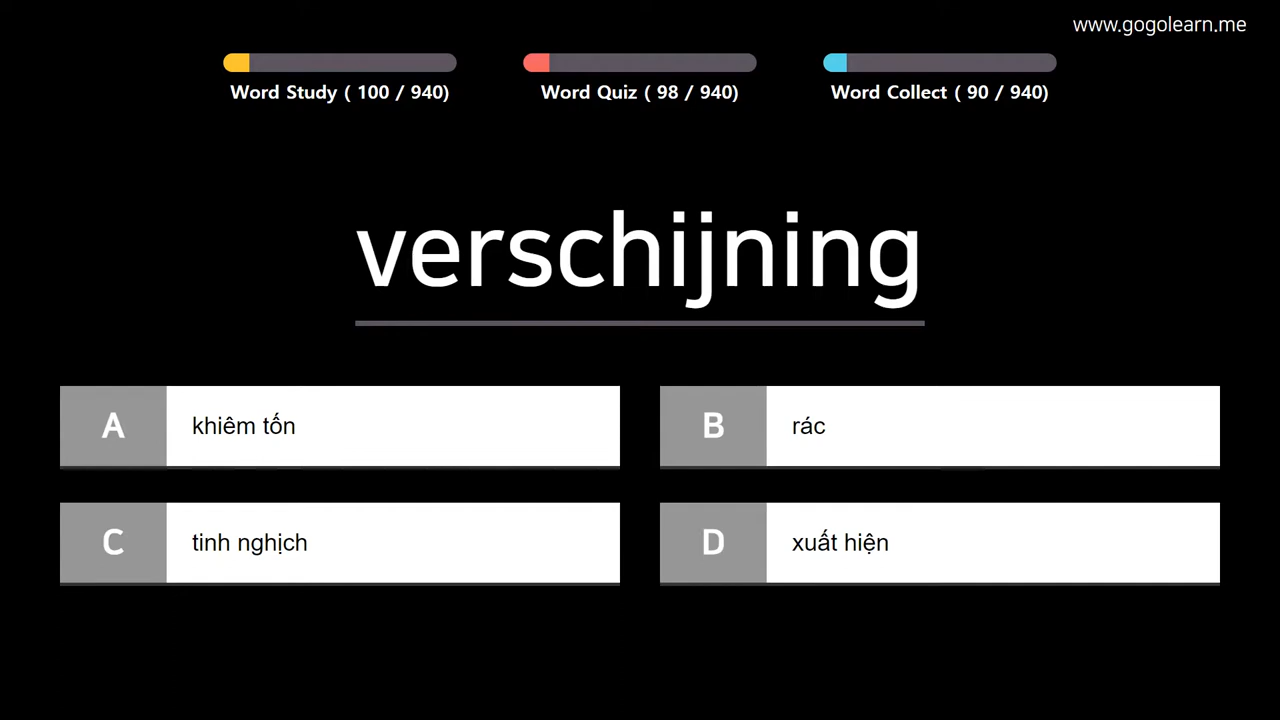 www.gogolearn.me
Word Study ( 100 / 940)
Word Quiz ( 98 / 940)
Word Collect ( 90 / 940)
verschijning
A khiêm tốn
B rác
C tinh nghịch
D xuất hiện